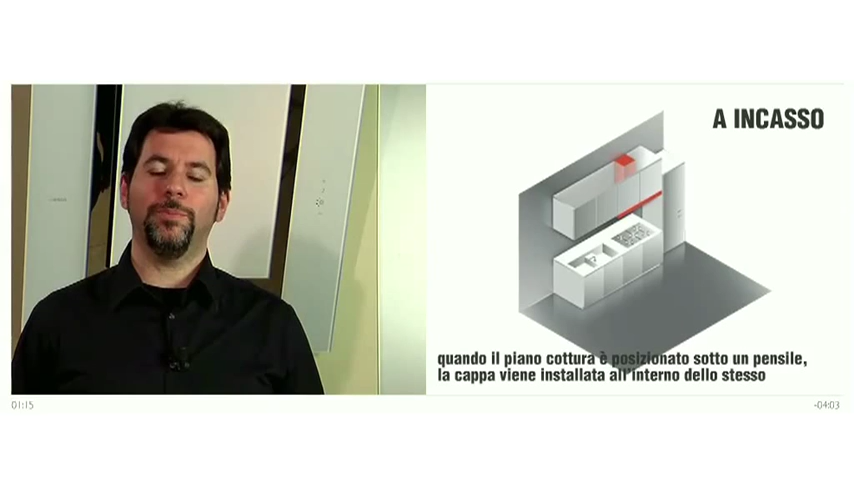 A INCASSO
quando il piano cottura è posizionato sotto un pensile,
la cappa viene installata all'interno dello stesso
01:15
-04:03